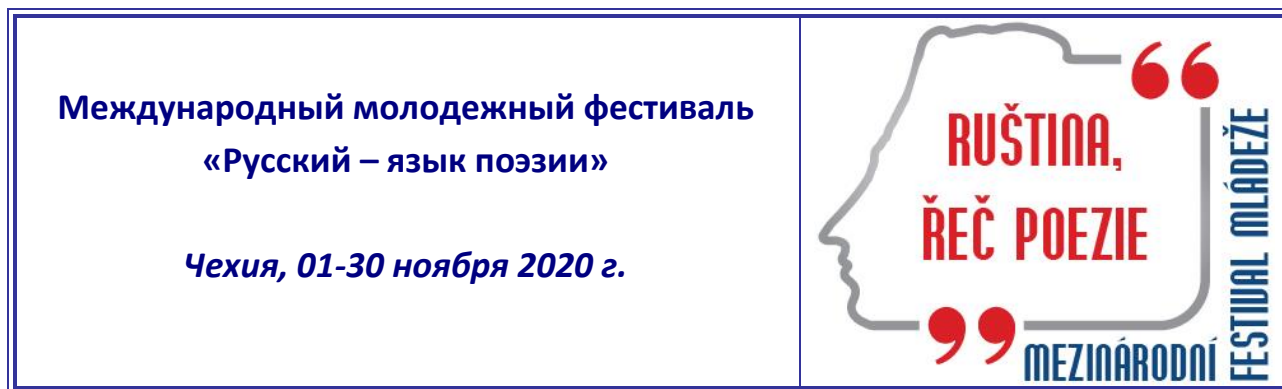 Международный молодежный фестиваль
«Русский – язык поэзии»
Чехия, 01-30 ноября 2020 г.
RUŠTINA,
ŘEČ POEZIE
MEZINÁRODNÍ
FESTIVAL MLÁDEŽE